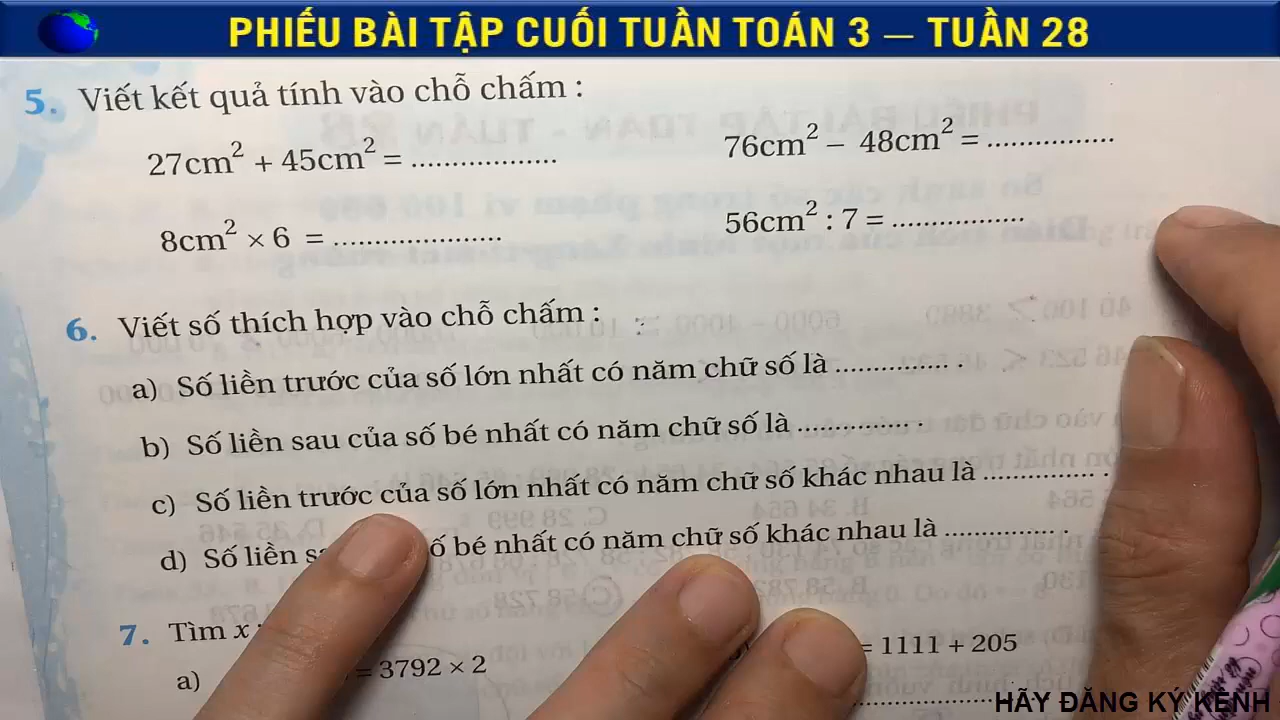 PHIẾU BÀI TẬP CUỐI TUẦN TOÁN 3 — TUẦN 28
5. Viết kết quả tính vào chỗ chấm :
27cm² + 45cm² = ..................
76cm² – 48cm² = ................
8cm² × 6 = .....................
56cm² : 7 = .................
6. Viết số thích hợp vào chỗ chấm :
a) Số liền trước của số lớn nhất có năm chữ số là .............. .
b) Số liền sau của số bé nhất có năm chữ số là .............. .
c) Số liền trước của số lớn nhất có năm chữ số khác nhau là .............. .
d) Số liền bé nhất có năm chữ số khác nhau là ............... .
7. Tìm x
a) = 3792 × 2
= 1111 + 205
HÃY ĐĂNG KÝ KÊNH